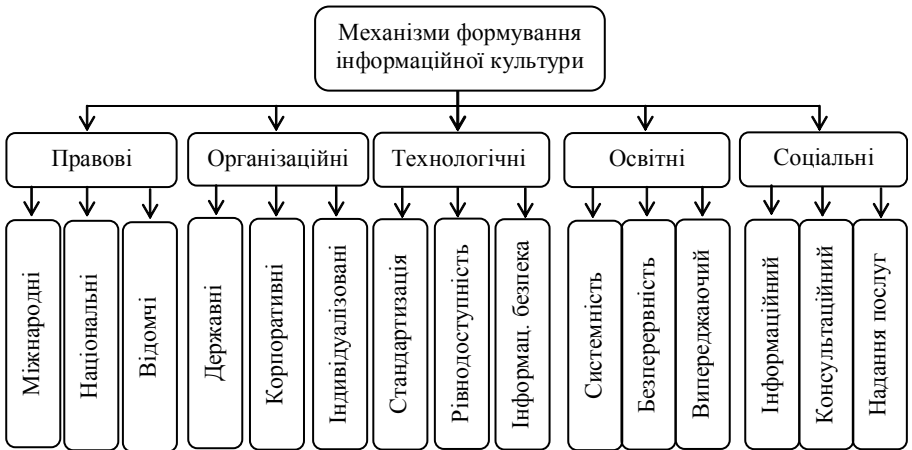 Механізми формування
інформаційної культури
Правові
Організаційні
Технологічні
Освітні
Соціальні
Міжнародні
Національні
Відомчі
Державні
Корпоративні
Індивідуалізовані
Стандартизація
Рівнодоступність
Інформац. безпека
Системність
Безперервність
Випереджаючий
Інформаційний
Консультаційний
Надання послуг